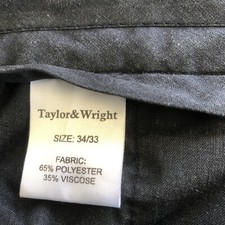 Taylor&Wright
SIZE: 34/33
FABRIC:
65% POLYESTER
35% VISCOSE